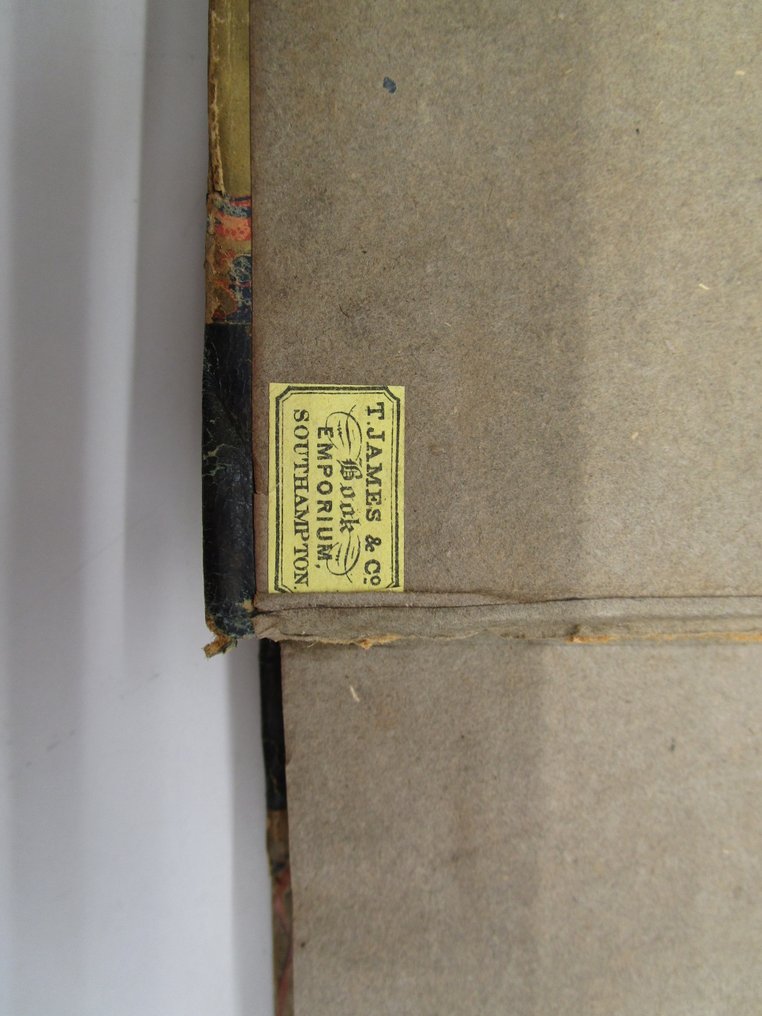 T. JAMES & Co.
Book
EMPORIUM,
SOUTHAMPTON.